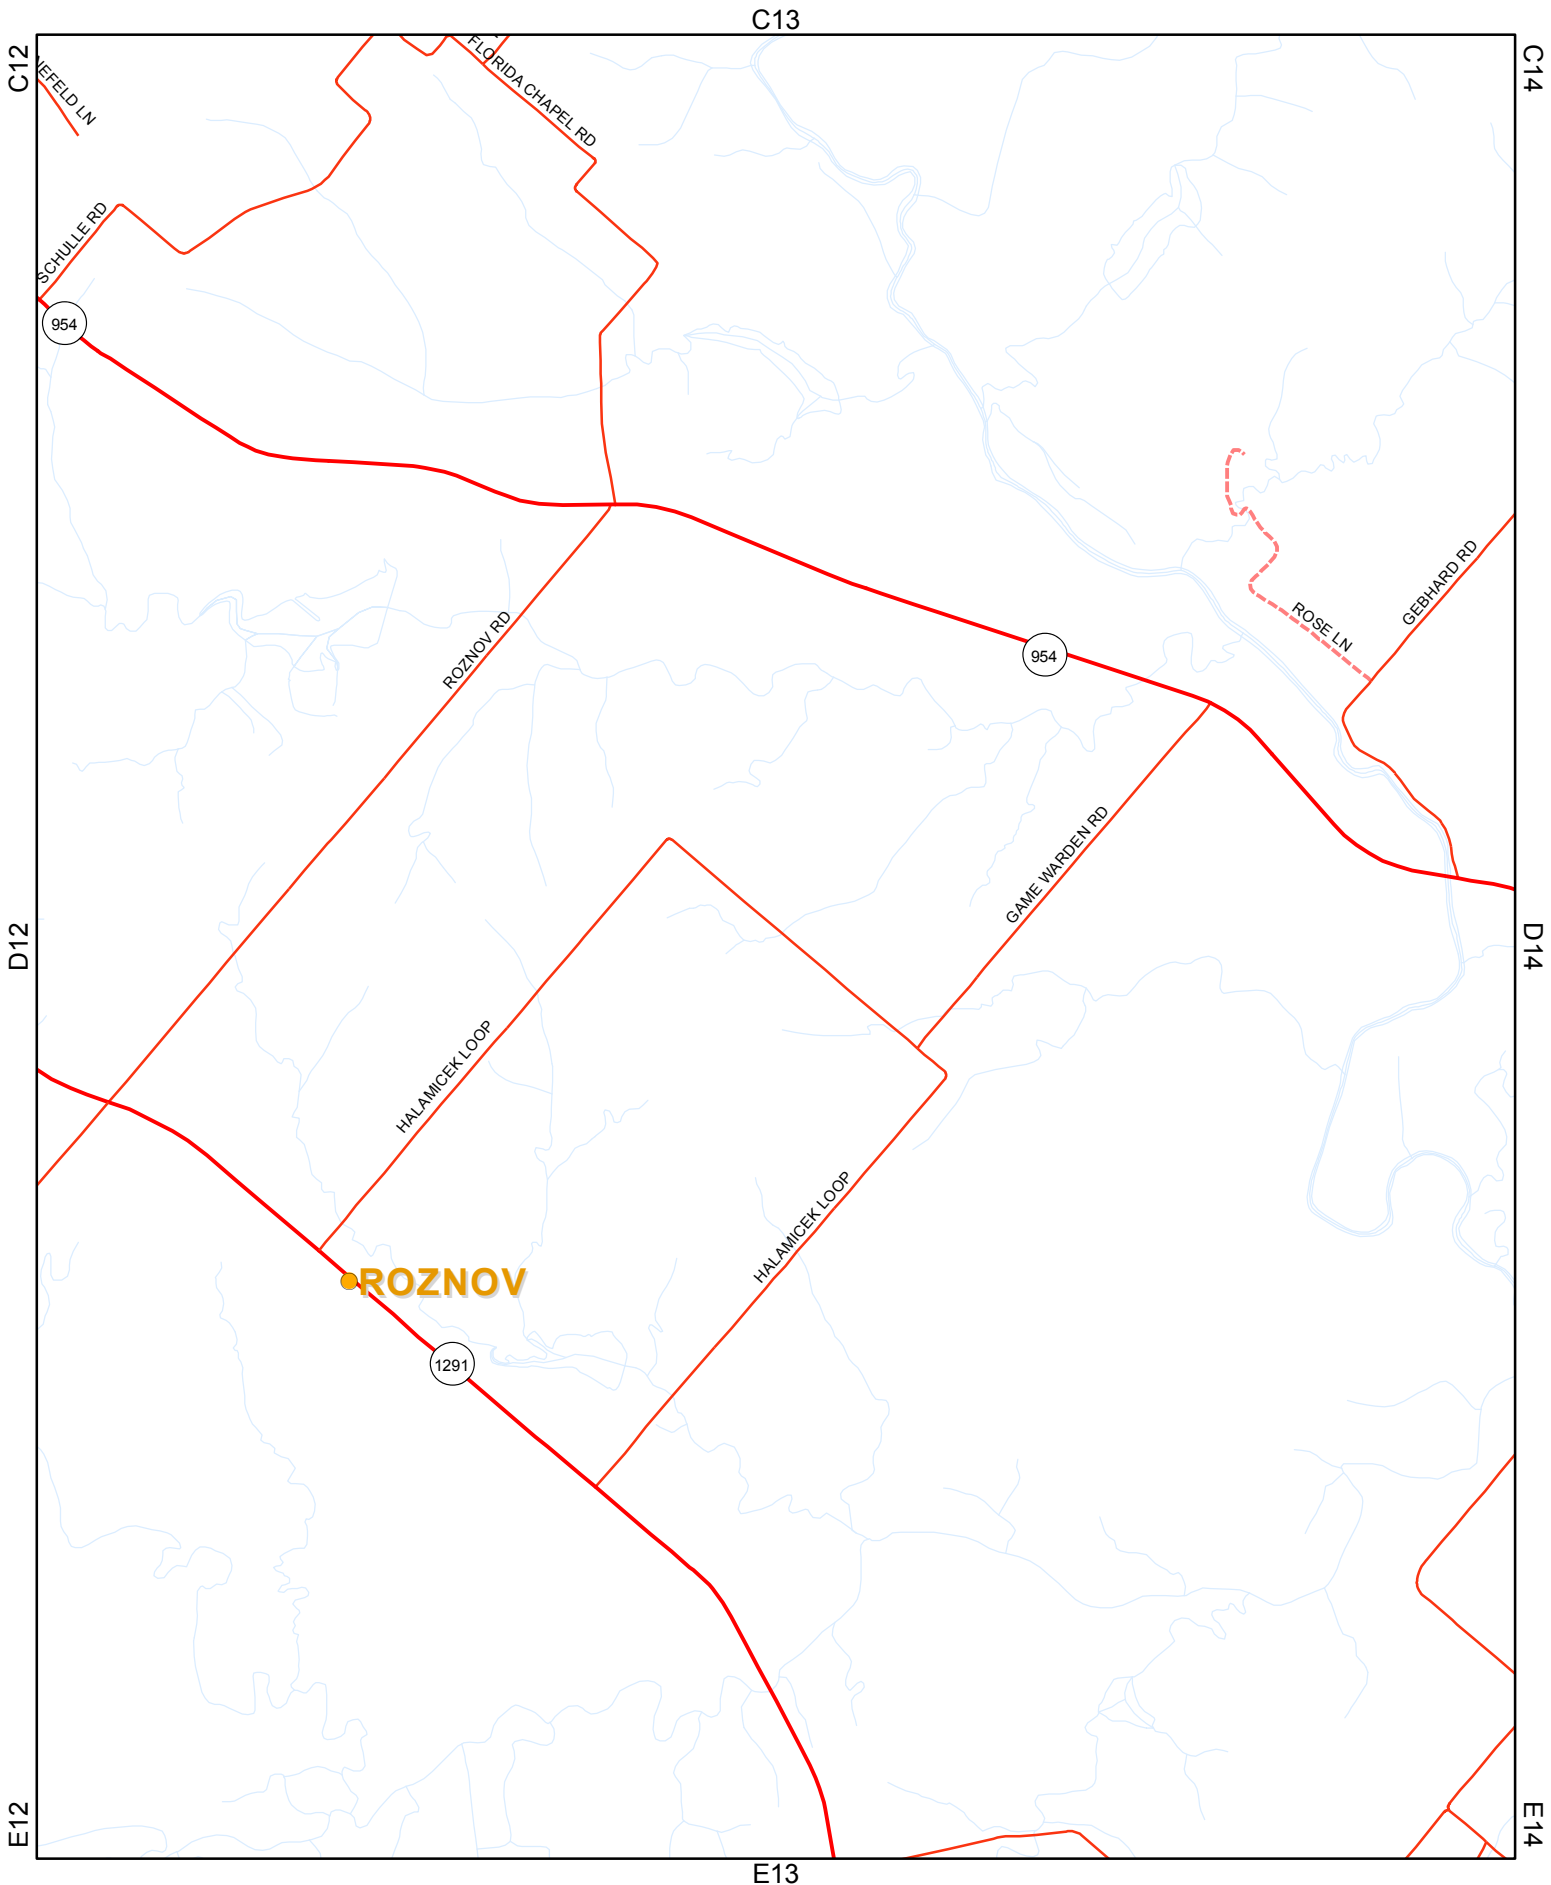 C13
C12
C14
NEFELD LN
FLORIDA CHAPEL RD
SCHULLE RD
954
ROZNOV RD
GEBHARD RD
ROSE LN
954
GAME WARDEN RD
D12
D14
HALAMICEK LOOP
HALAMICEK LOOP
ROZNOV
1291
E12
E14
E13